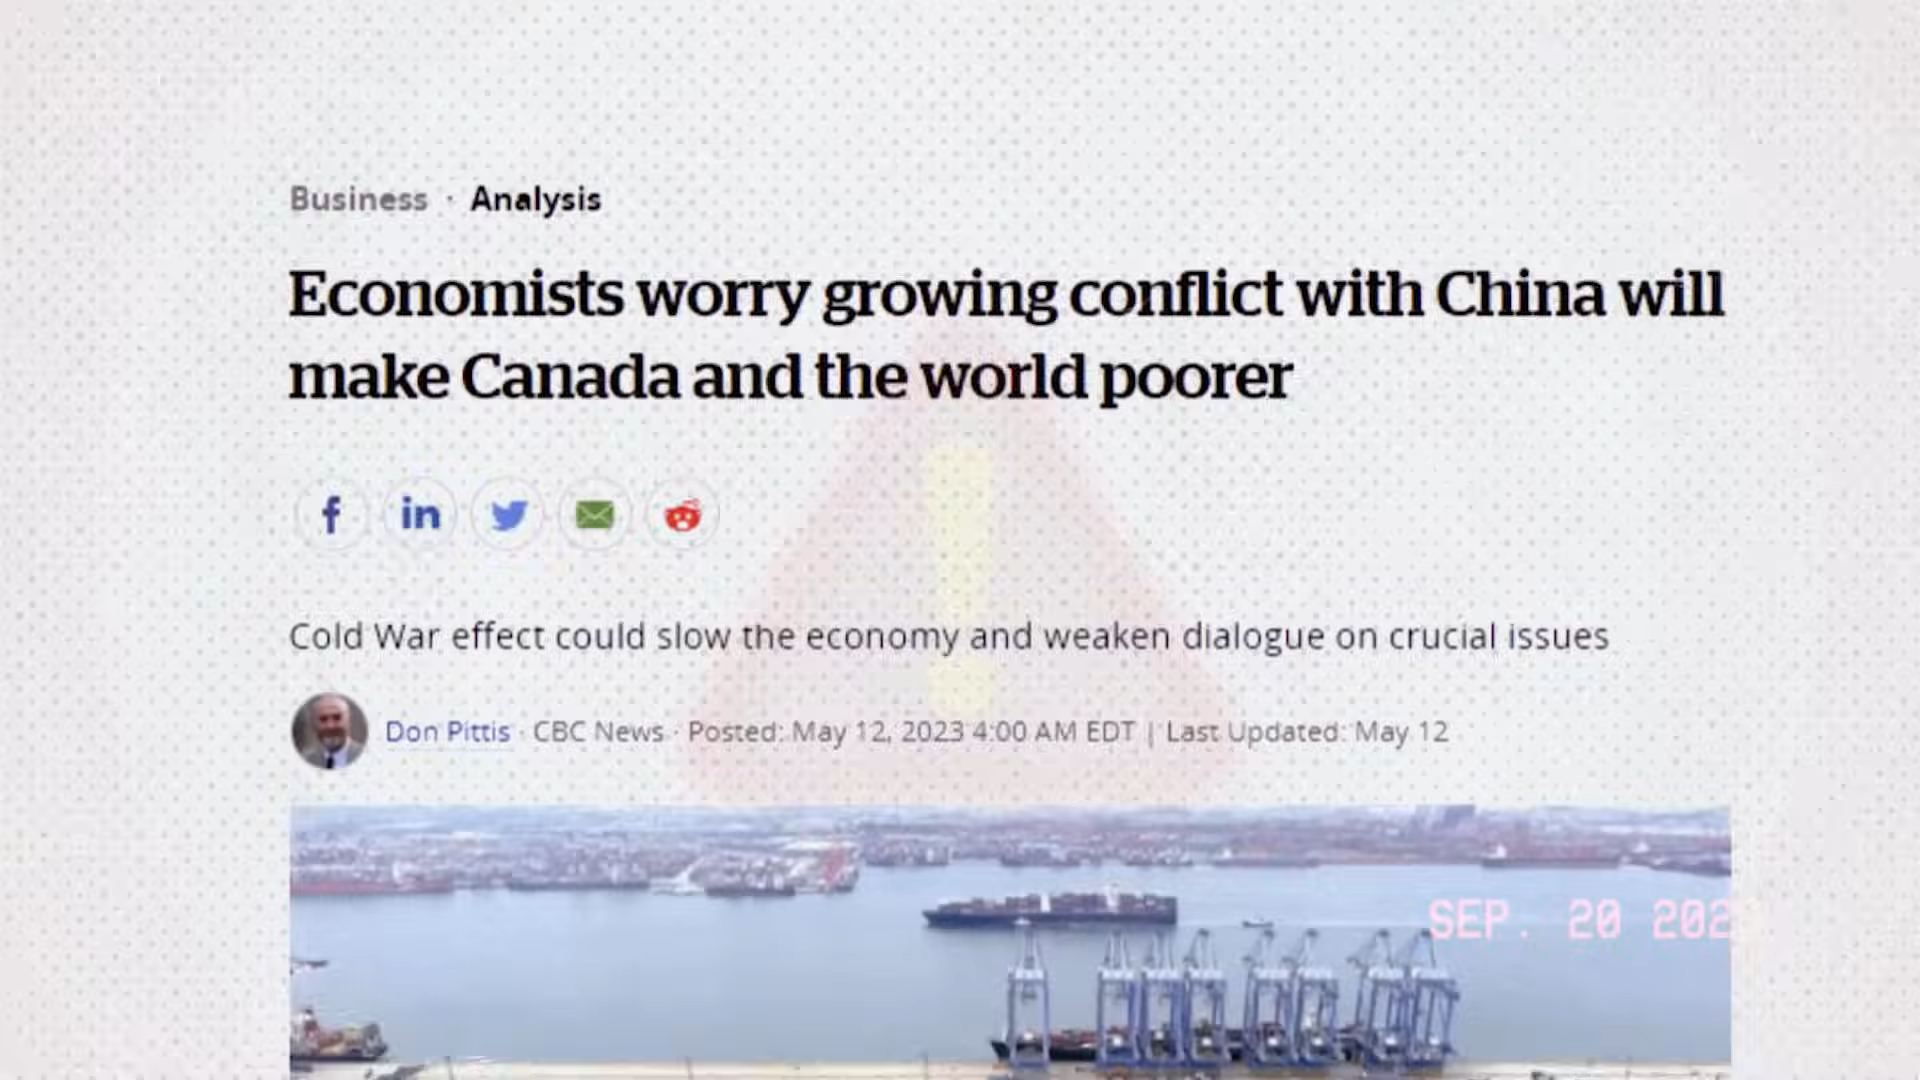 Business · Analysis
Economists worry growing conflict with China will
make Canada and the world poorer
Cold War effect could slow the economy and weaken dialogue on crucial issues
Don Pittis · CBC News · Posted: May 12, 2023 4:00 AM EDT | Last Updated: May 12
SEP. 20 202